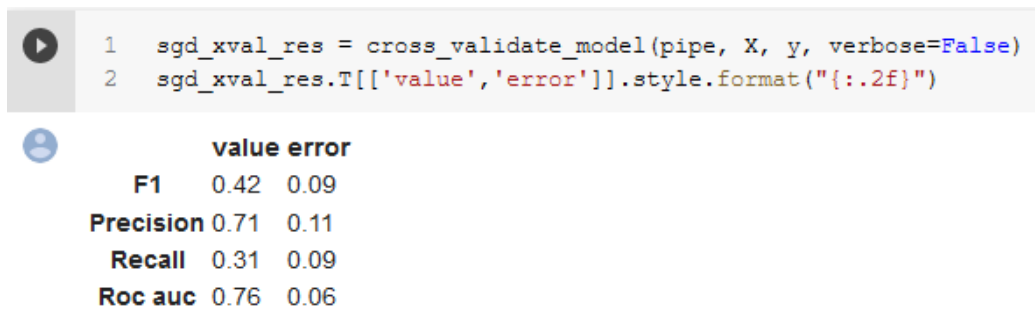 1 sgd_xval_res = cross_validate_model(pipe, X, y, verbose=False)
2 sgd_xval_res.T[['value','error']].style.format("{:.2f}")
value error
F1 0.42 0.09
Precision 0.71 0.11
Recall 0.31 0.09
Roc auc 0.76 0.06